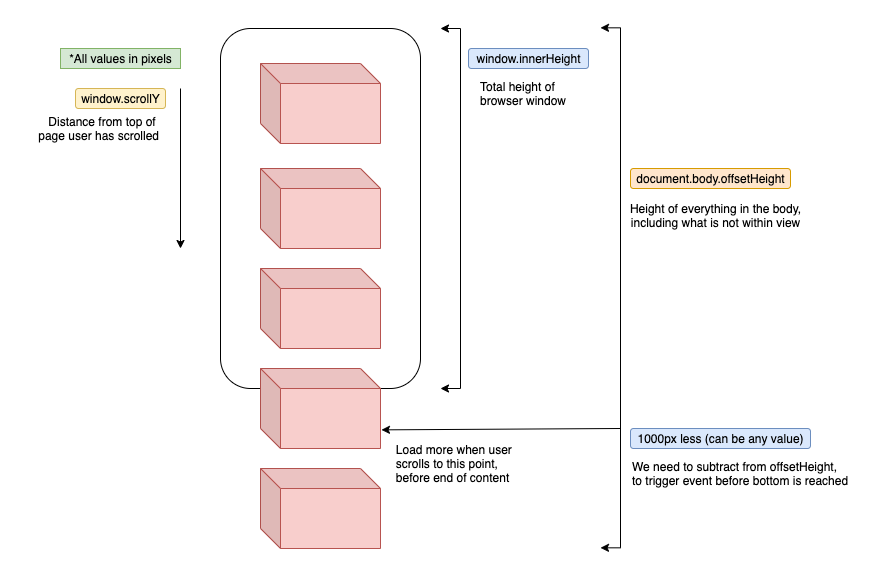 *All values in pixels
window.scrollY
Distance from top of
page user has scrolled
window.innerHeight
Total height of
browser window
document.body.offsetHeight
Height of everything in the body,
including what is not within view
1000px less (can be any value)
We need to subtract from offsetHeight,
to trigger event before bottom is reached
Load more when user
scrolls to this point,
before end of content